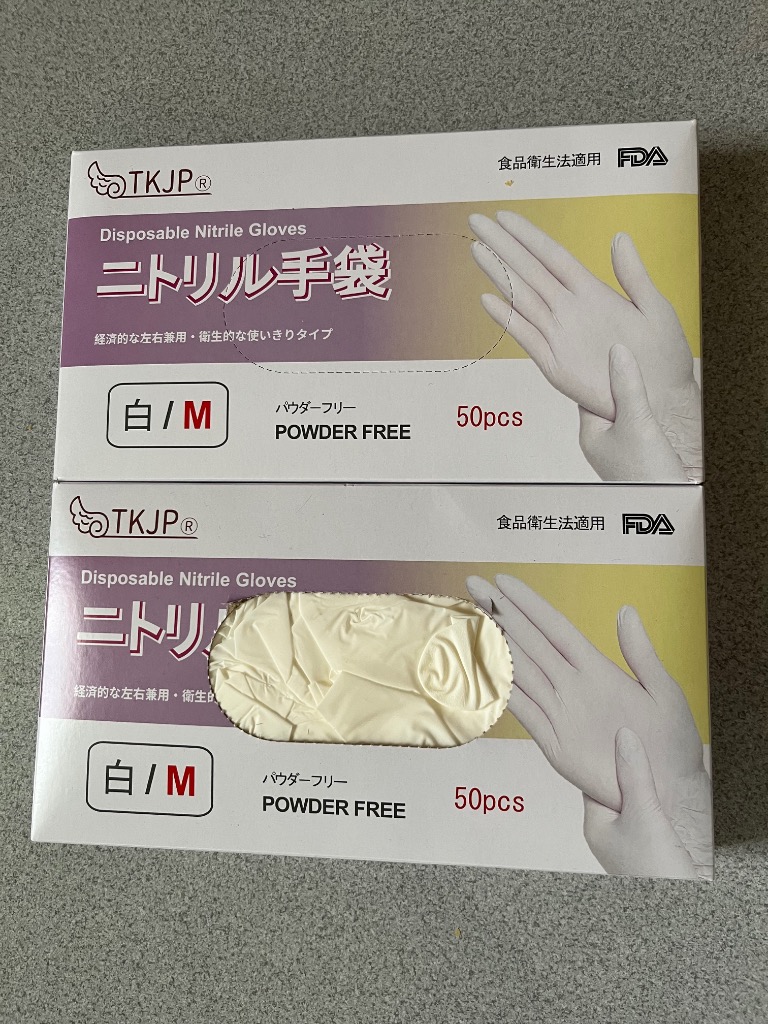 TKJP®
食品衛生法適用 FDA
Disposable Nitrile Gloves
ニトリル手袋
経済的な左右兼用・衛生的な使いきりタイプ
白/M
パウダーフリー
POWDER FREE
50pcs
TKJP®
食品衛生法適用 FDA
Disposable Nitrile Gloves
ニトリ
経済的な左右兼用・衛生
白/M
パウダーフリー
POWDER FREE
50pcs